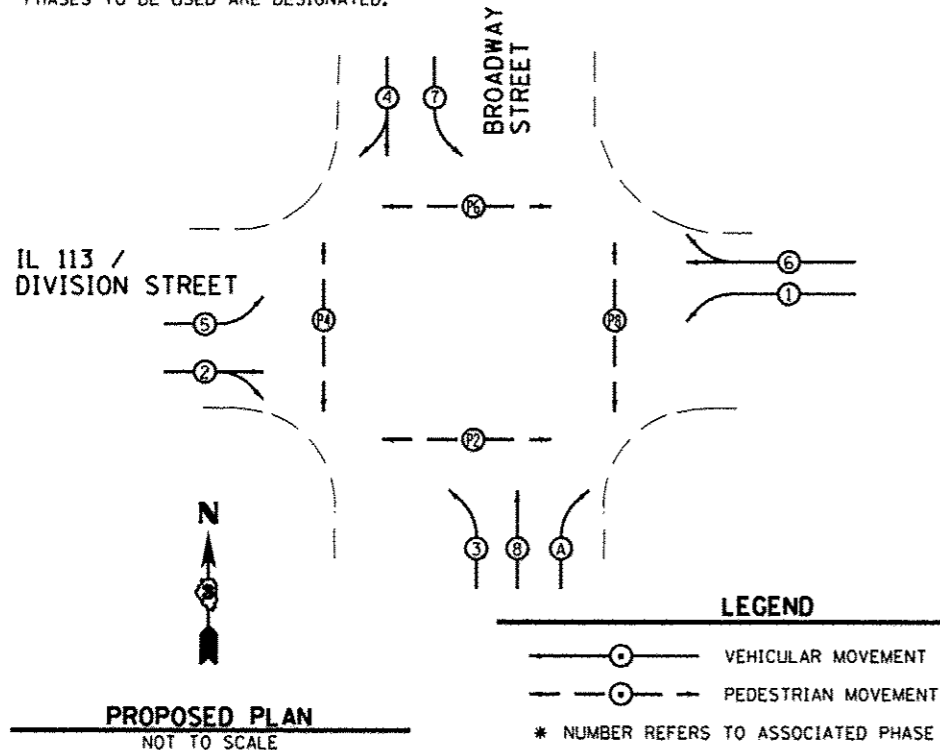 PHASES TO BE USED ARE DESIGNATED.
BROADWAY
STREET
4
7
P6
IL 113 /
DIVISION STREET
6
1
5
P4
P8
2
P2
N
3
8
A
LEGEND
VEHICULAR MOVEMENT
PEDESTRIAN MOVEMENT
* NUMBER REFERS TO ASSOCIATED PHASE
PROPOSED PLAN
NOT TO SCALE